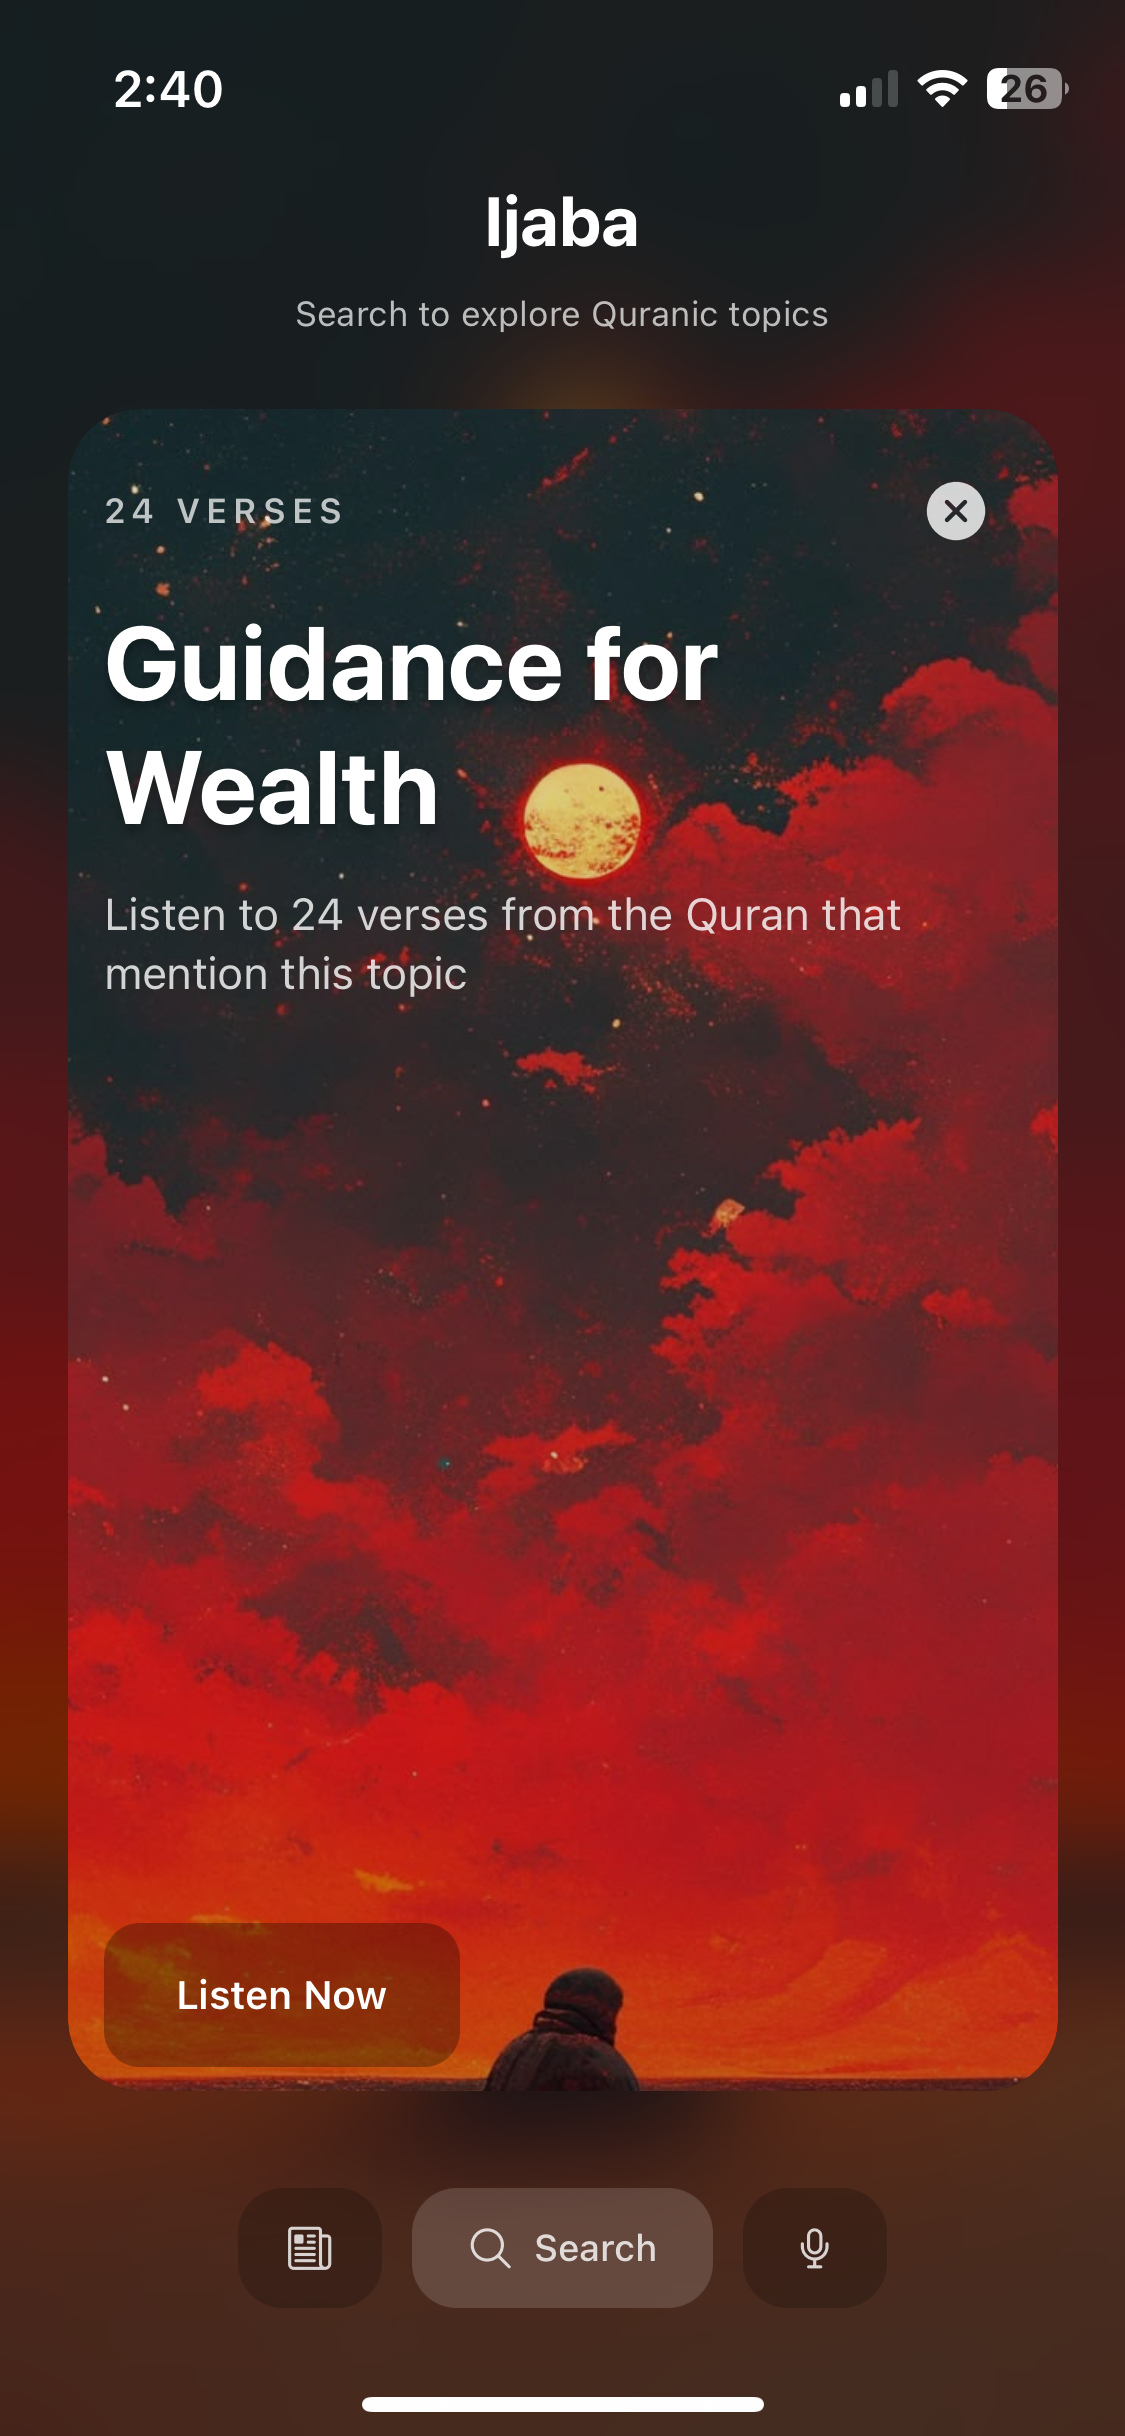 2:40
26
Ijaba
Search to explore Quranic topics
24 VERSES
Guidance for
Wealth
Listen to 24 verses from the Quran that
mention this topic
Listen Now
Search